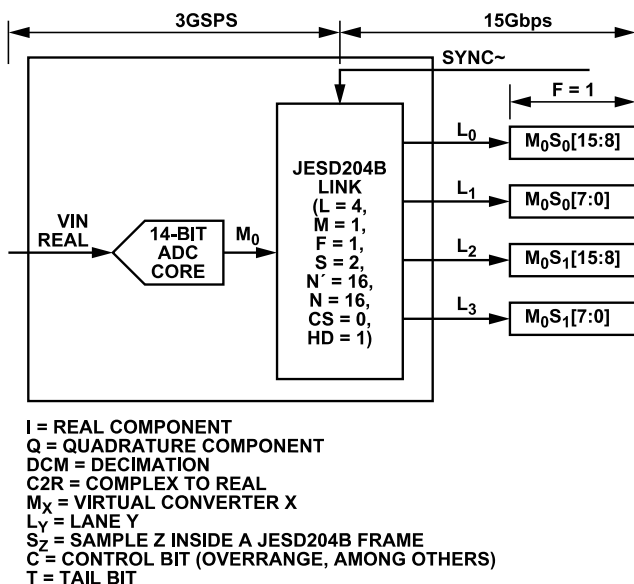 3GSPS
15Gbps
SYNC~
F = 1
JESD204B
LINK
(L = 4,
M = 1,
F = 1,
S = 2,
N´ = 16,
N = 16,
CS = 0,
HD = 1)
VIN
REAL
14-BIT
ADC
CORE
M0
L0
M0S0[15:8]
L1
M0S0[7:0]
L2
M0S1[15:8]
L3
M0S1[7:0]
I = REAL COMPONENT
Q = QUADRATURE COMPONENT
DCM = DECIMATION
C2R = COMPLEX TO REAL
MX = VIRTUAL CONVERTER X
LY = LANE Y
SZ = SAMPLE Z INSIDE A JESD204B FRAME
C = CONTROL BIT (OVERRANGE, AMONG OTHERS)
T = TAIL BIT